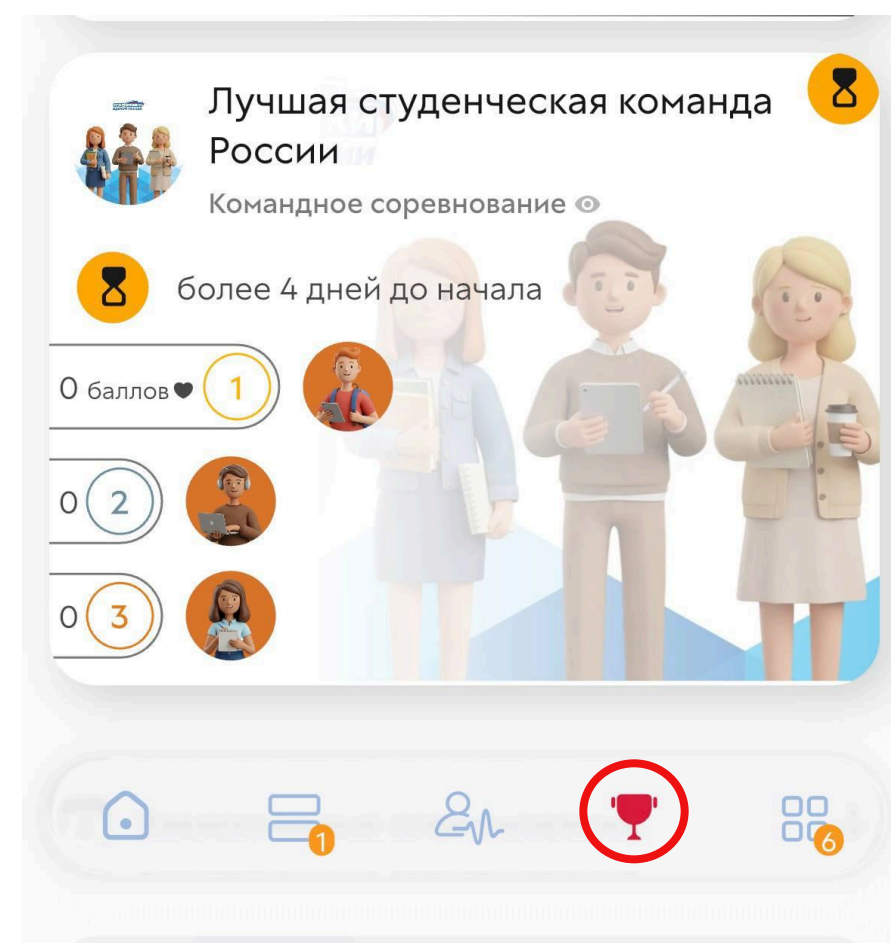 Лучшая студенческая команда
России
Командное соревнование
более 4 дней до начала
0 баллов 1
0 2
0 3
1
6